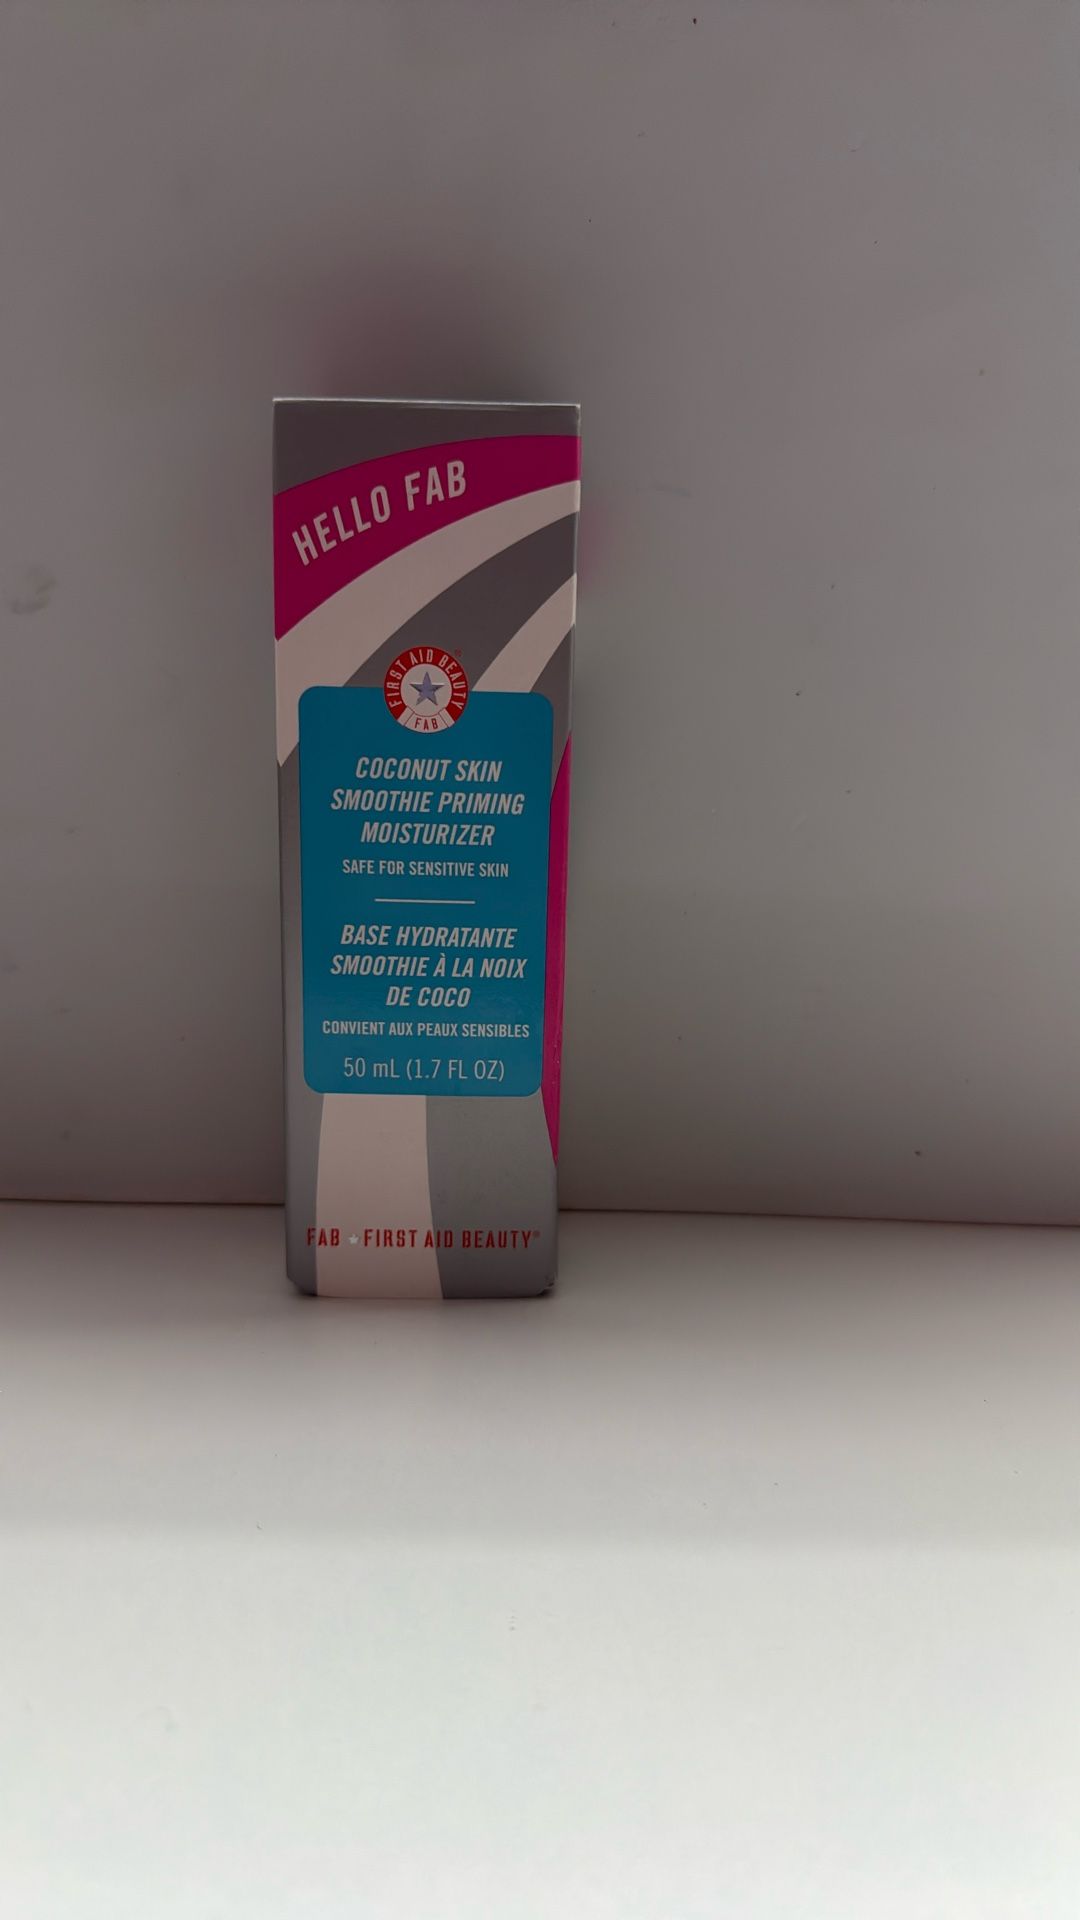 HELLO FAB
FIRST AID BEAUTY®
FAB
COCONUT SKIN
SMOOTHIE PRIMING
MOISTURIZER
SAFE FOR SENSITIVE SKIN
BASE HYDRATANTE
SMOOTHIE À LA NOIX
DE COCO
CONVIENT AUX PEAUX SENSIBLES
50 mL (1.7 FL OZ)
FAB FIRST AID BEAUTY®